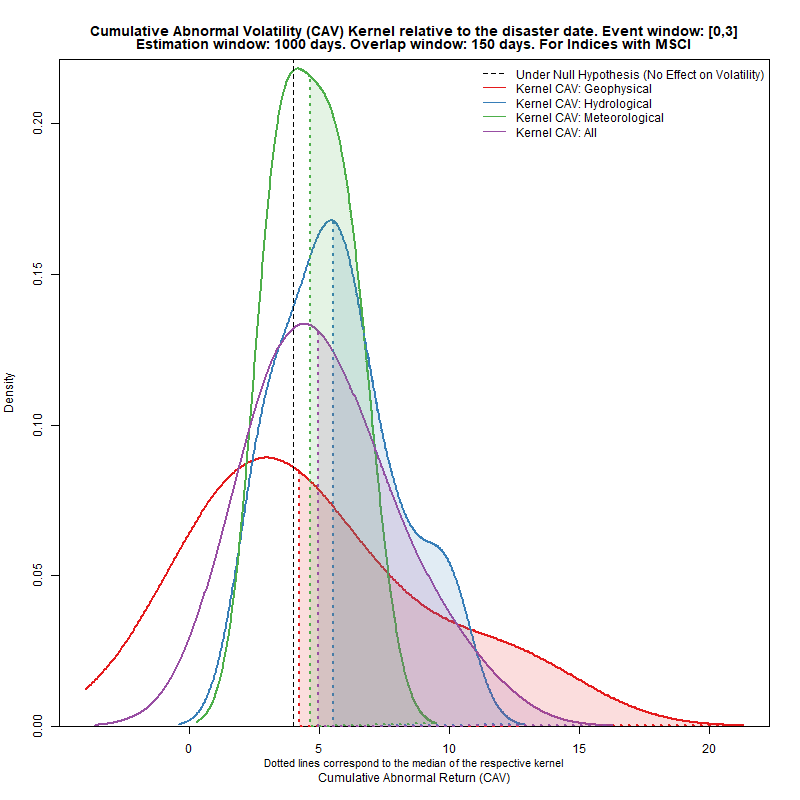 Cumulative Abnormal Volatility (CAV) Kernel relative to the disaster date. Event window: [0,3]
Estimation window: 1000 days. Overlap window: 150 days. For Indices with MSCI
Under Null Hypothesis (No Effect on Volatility)
Kernel CAV: Geophysical
Kernel CAV: Hydrological
Kernel CAV: Meteorological
Kernel CAV: All
Density
0.20
0.15
0.10
0.05
0.00
0 5 10 15 20
Dotted lines correspond to the median of the respective kernel
Cumulative Abnormal Return (CAV)